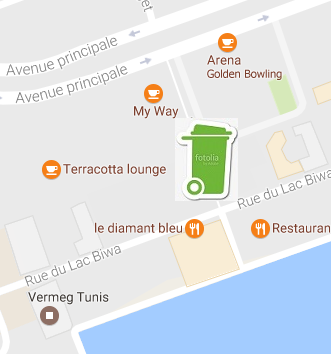 et
Arena
Golden Bowling
Avenue principale
Avenue principale
My Way
fotolia
Terracotta lounge
Rue du Lac Biwa
le diamant bleu
Restauran
Rue du Lac Biwa
Vermeg Tunis